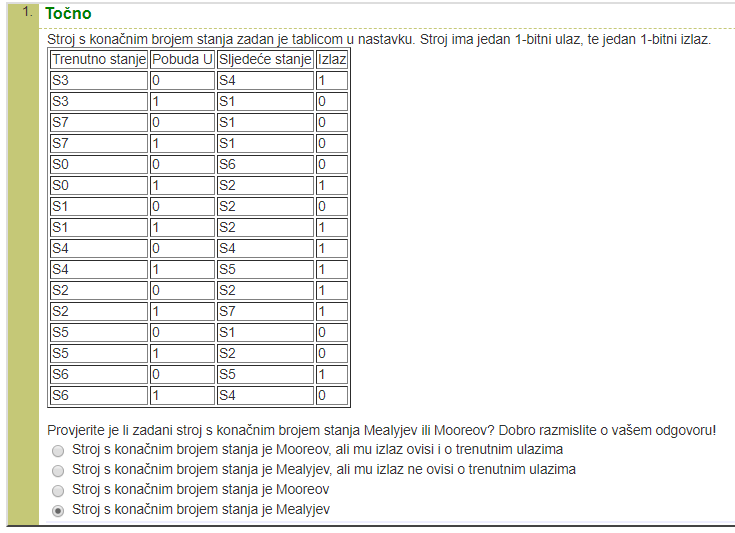 1. Točno
Stroj s konačnim brojem stanja zadan je tablicom u nastavku. Stroj ima jedan 1-bitni ulaz, te jedan 1-bitni izlaz.
Trenutno stanje Pobuda U Sljedeće stanje Izlaz
S3 0 S4 1
S3 1 S1 0
S7 0 S1 0
S7 1 S1 0
S0 0 S6 0
S0 1 S2 1
S1 0 S2 0
S1 1 S2 1
S4 0 S4 1
S4 1 S5 1
S2 0 S2 1
S2 1 S7 1
S5 0 S1 0
S5 1 S2 0
S6 0 S5 1
S6 1 S4 0
Provjerite je li zadani stroj s konačnim brojem stanja Mealyjev ili Mooreov? Dobro razmislite o vašem odgovoru!
Stroj s konačnim brojem stanja je Mooreov, ali mu izlaz ovisi i o trenutnim ulazima
Stroj s konačnim brojem stanja je Mealyjev, ali mu izlaz ne ovisi o trenutnim ulazima
Stroj s konačnim brojem stanja je Mooreov
Stroj s konačnim brojem stanja je Mealyjev